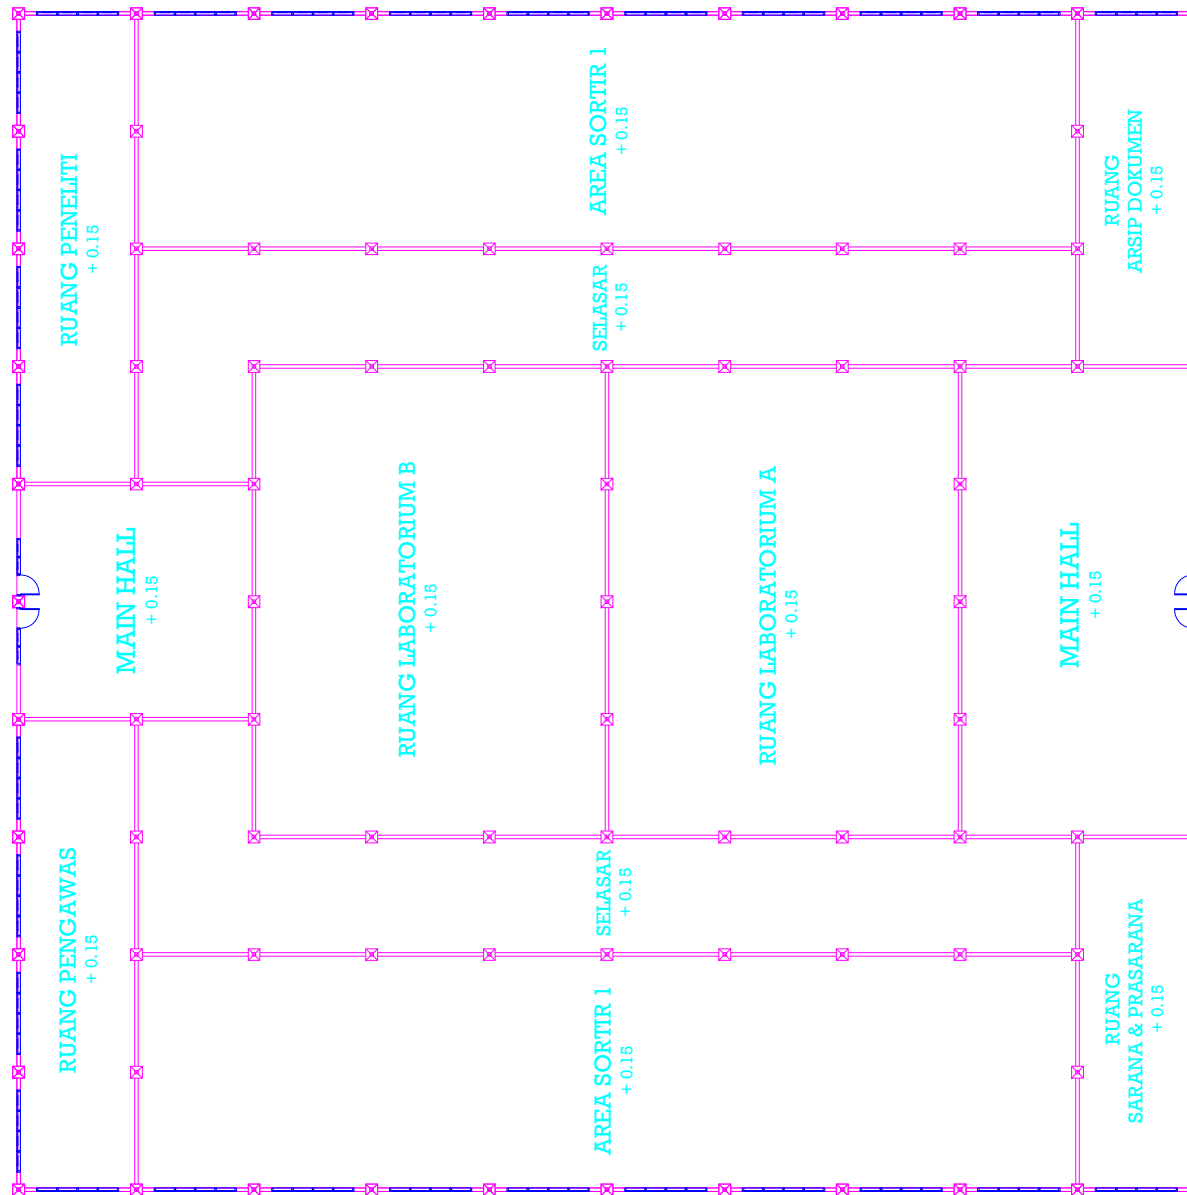 RUANG PENELITI
+ 0.15
AREA SORTIR 1
+ 0.15
RUANG
ARSIP DOKUMEN
+ 0.15
SELASAR
+ 0.15
MAIN HALL
+ 0.15
RUANG LABORATORIUM B
+ 0.15
RUANG LABORATORIUM A
+ 0.15
MAIN HALL
+ 0.15
RUANG PENGAWAS
+ 0.15
SELASAR
+ 0.15
AREA SORTIR 1
+ 0.15
RUANG
SARANA & PRASARANA
+ 0.15